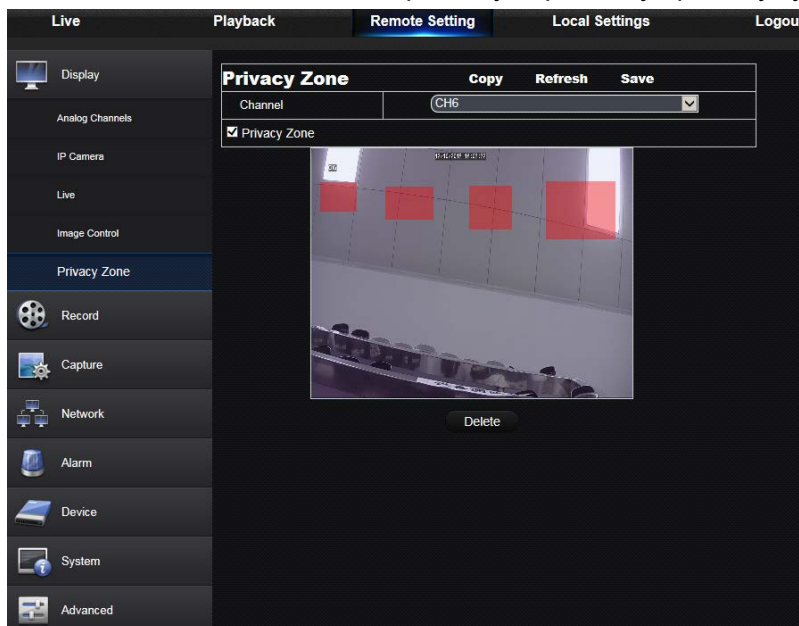 Live Playback Remote Setting Local Settings Logou
Display
Analog Channels
IP Camera
Live
Image Control
Privacy Zone
Record
Capture
Network
Alarm
Device
System
Advanced
Privacy Zone Copy Refresh Save
Channel CH6
Privacy Zone
Delete